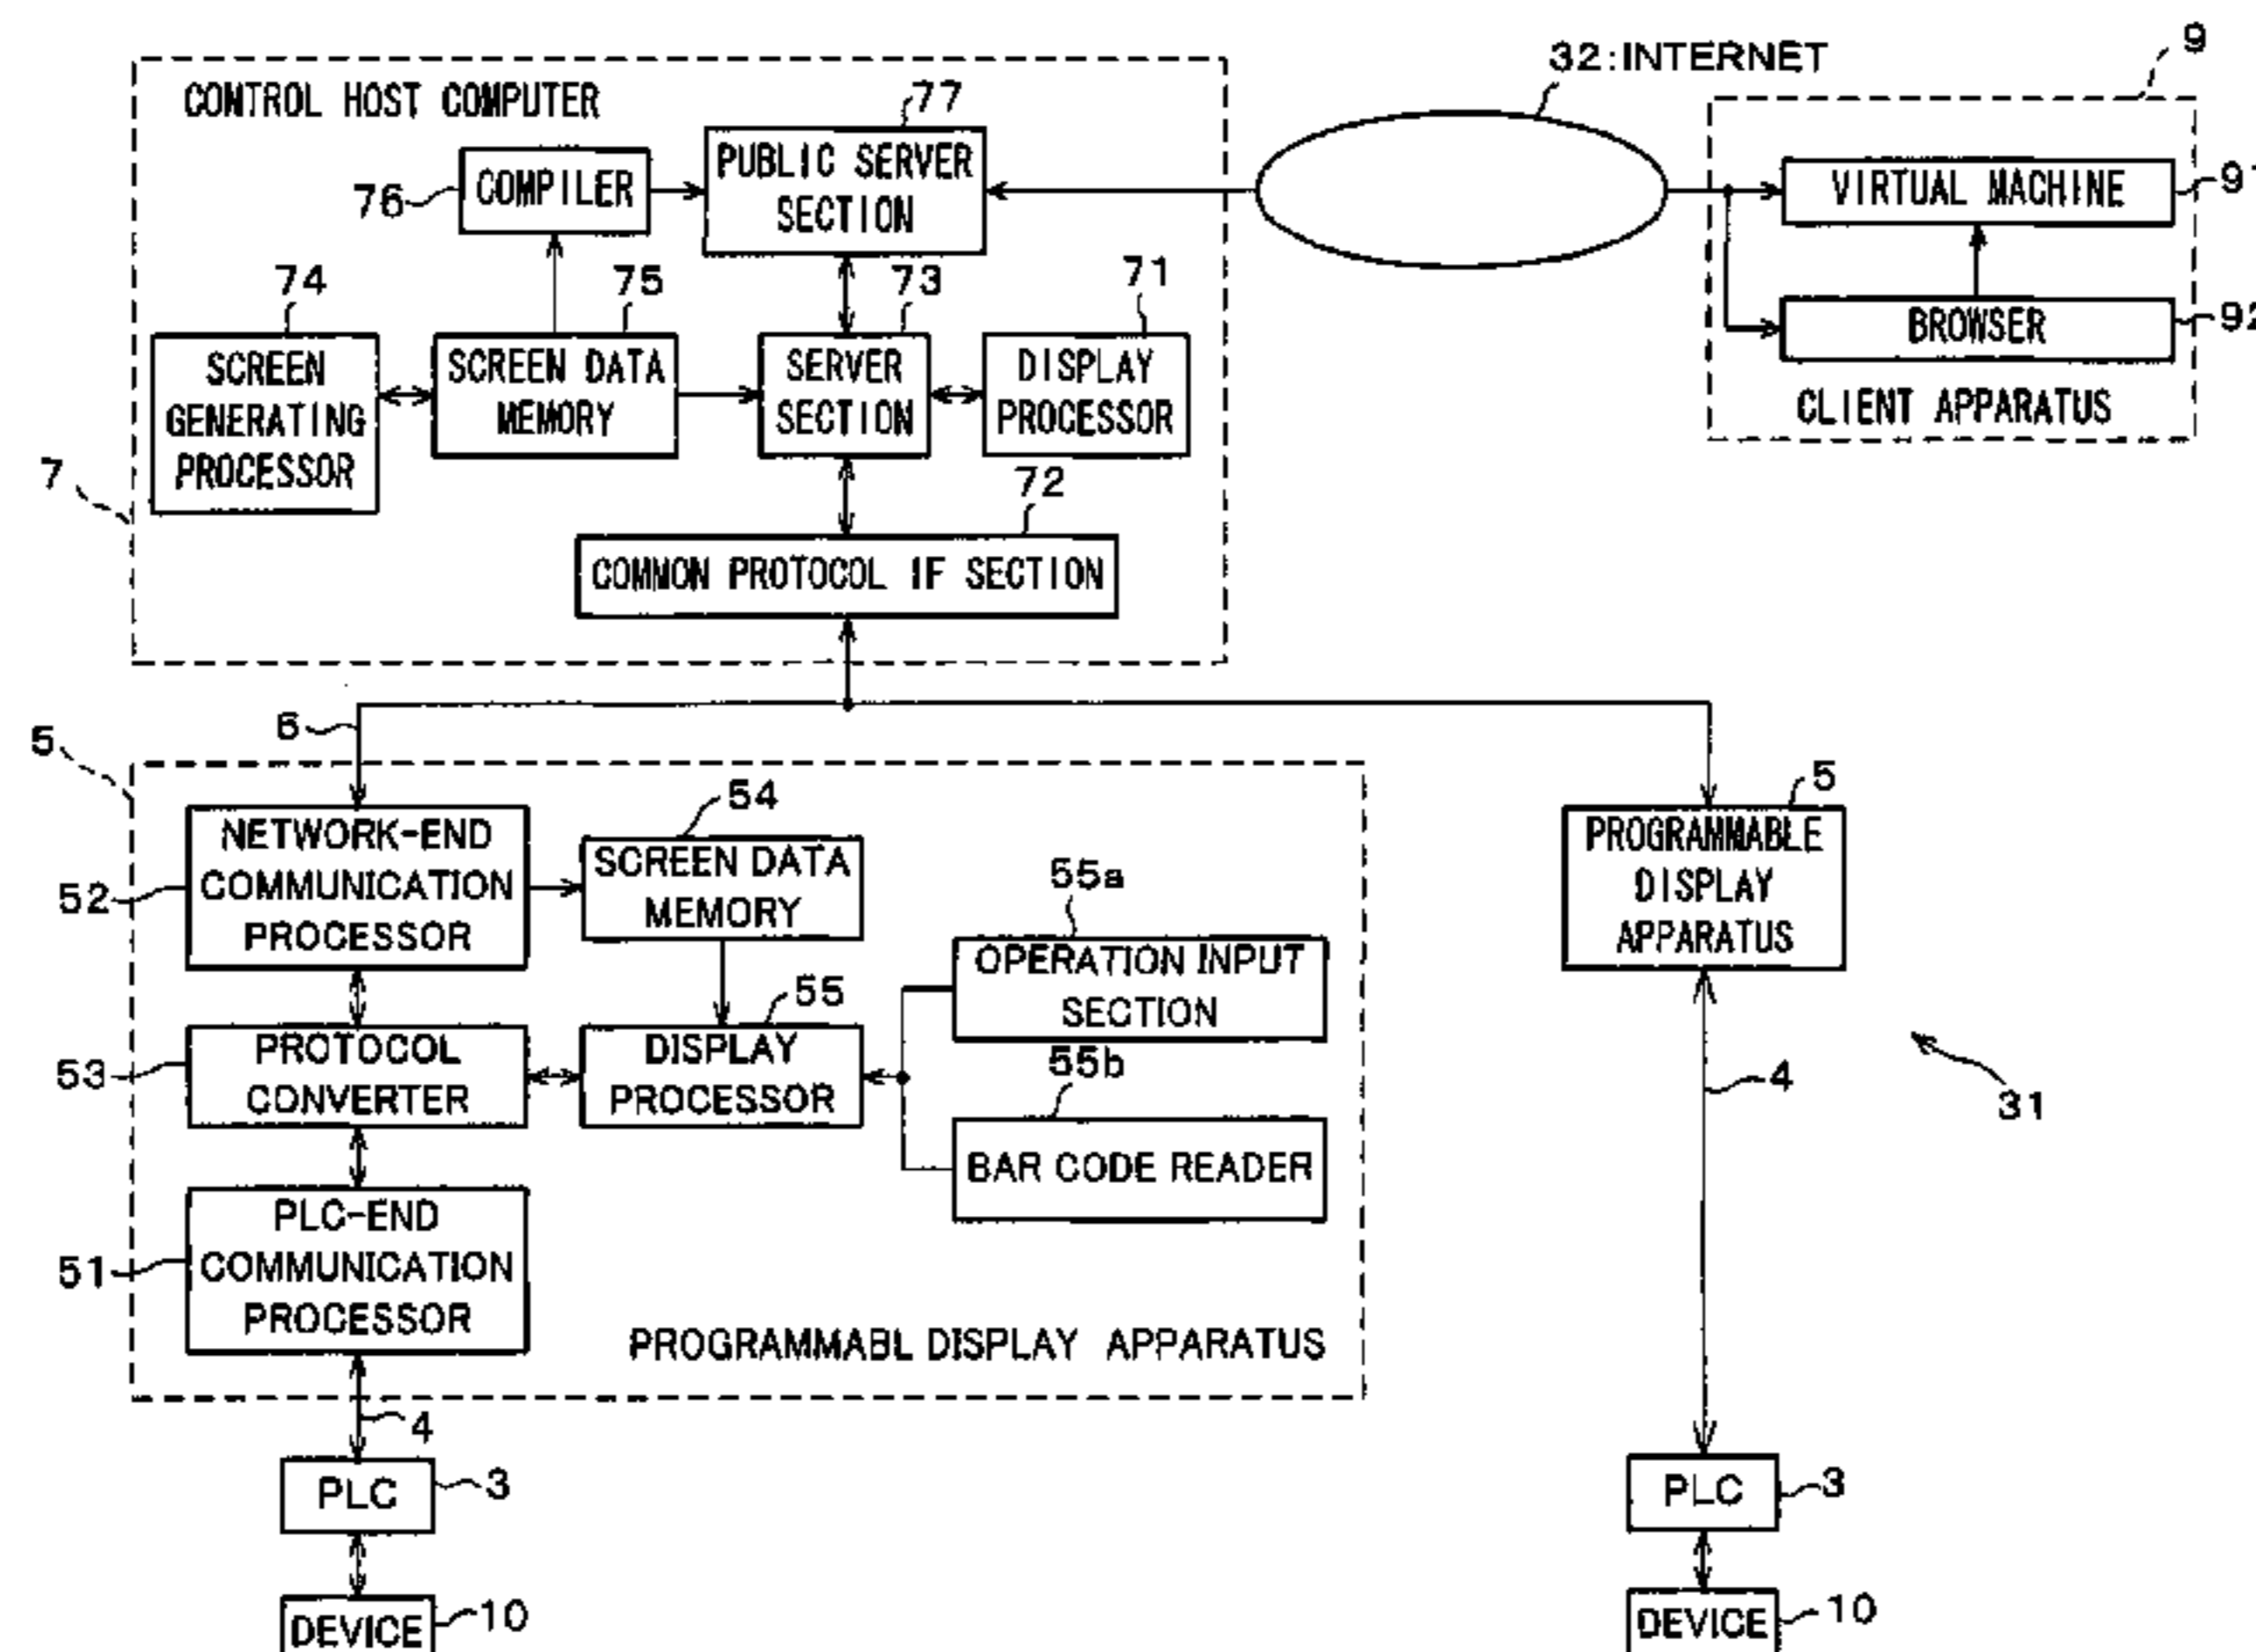 32:INTERNET
9
CONTROL HOST COMPUTER
77
PUBLIC SERVER
SECTION
76
COMPILER
VIRTUAL MACHINE
91
74
75
73
71
SCREEN
GENERATING
PROCESSOR
SCREEN DATA
MEMORY
SERVER
SECTION
DISPLAY
PROCESSOR
BROWSER
92
CLIENT APPARATUS
7
72
COMMON PROTOCOL IF SECTION
6
5
NETWORK-END
COMMUNICATION
PROCESSOR
52
54
SCREEN DATA
MEMORY
55a
OPERATION INPUT
SECTION
5
PROGRAMMABLE
DISPLAY
APPARATUS
53
PROTOCOL
CONVERTER
55
DISPLAY
PROCESSOR
55b
BAR CODE READER
4
31
51
PLC-END
COMMUNICATION
PROCESSOR
PROGRAMMABL DISPLAY APPARATUS
4
PLC
3
PLC
3
DEVICE
10
DEVICE
10